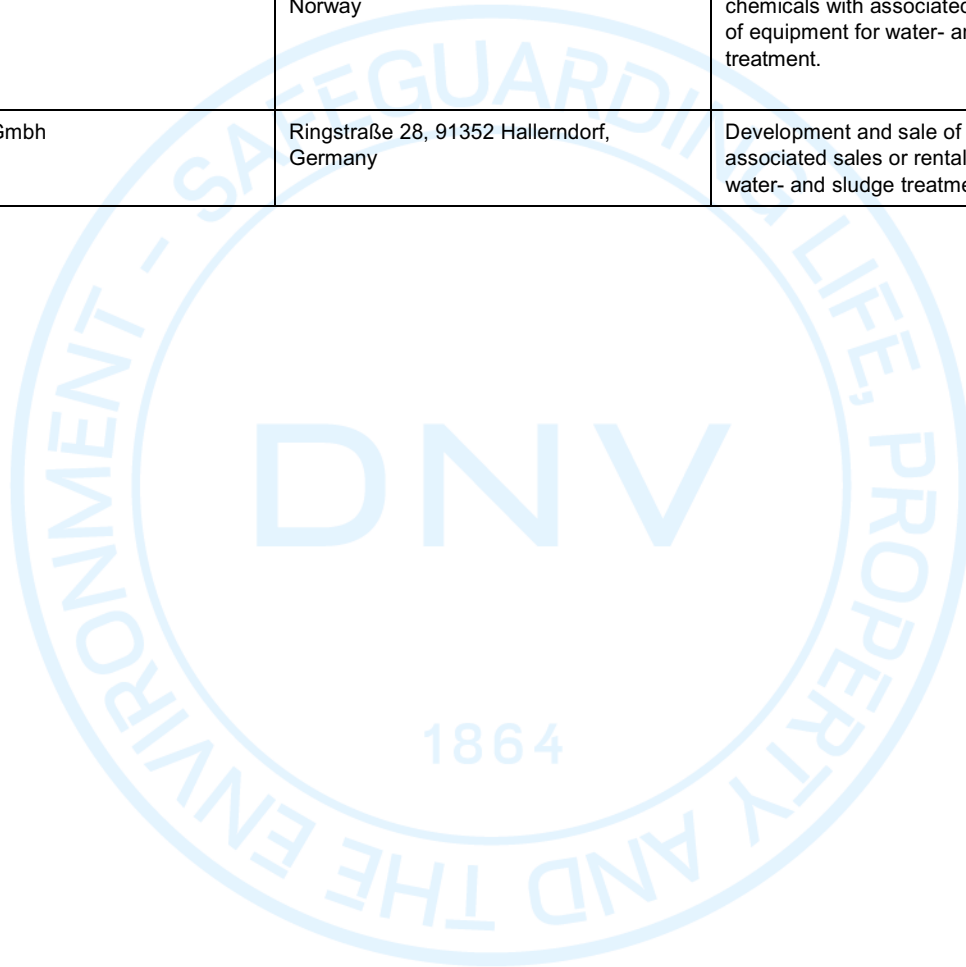 Norway
chemicals with associated
of equipment for water- an
treatment.
Gmbh
Ringstraße 28, 91352 Hallerndorf,
Germany
Development and sale of
associated sales or rental
water- and sludge treatme
SAFEGUARDING LIFE, PROPERTY AND THE ENVIRONMENT -
DNV
1864